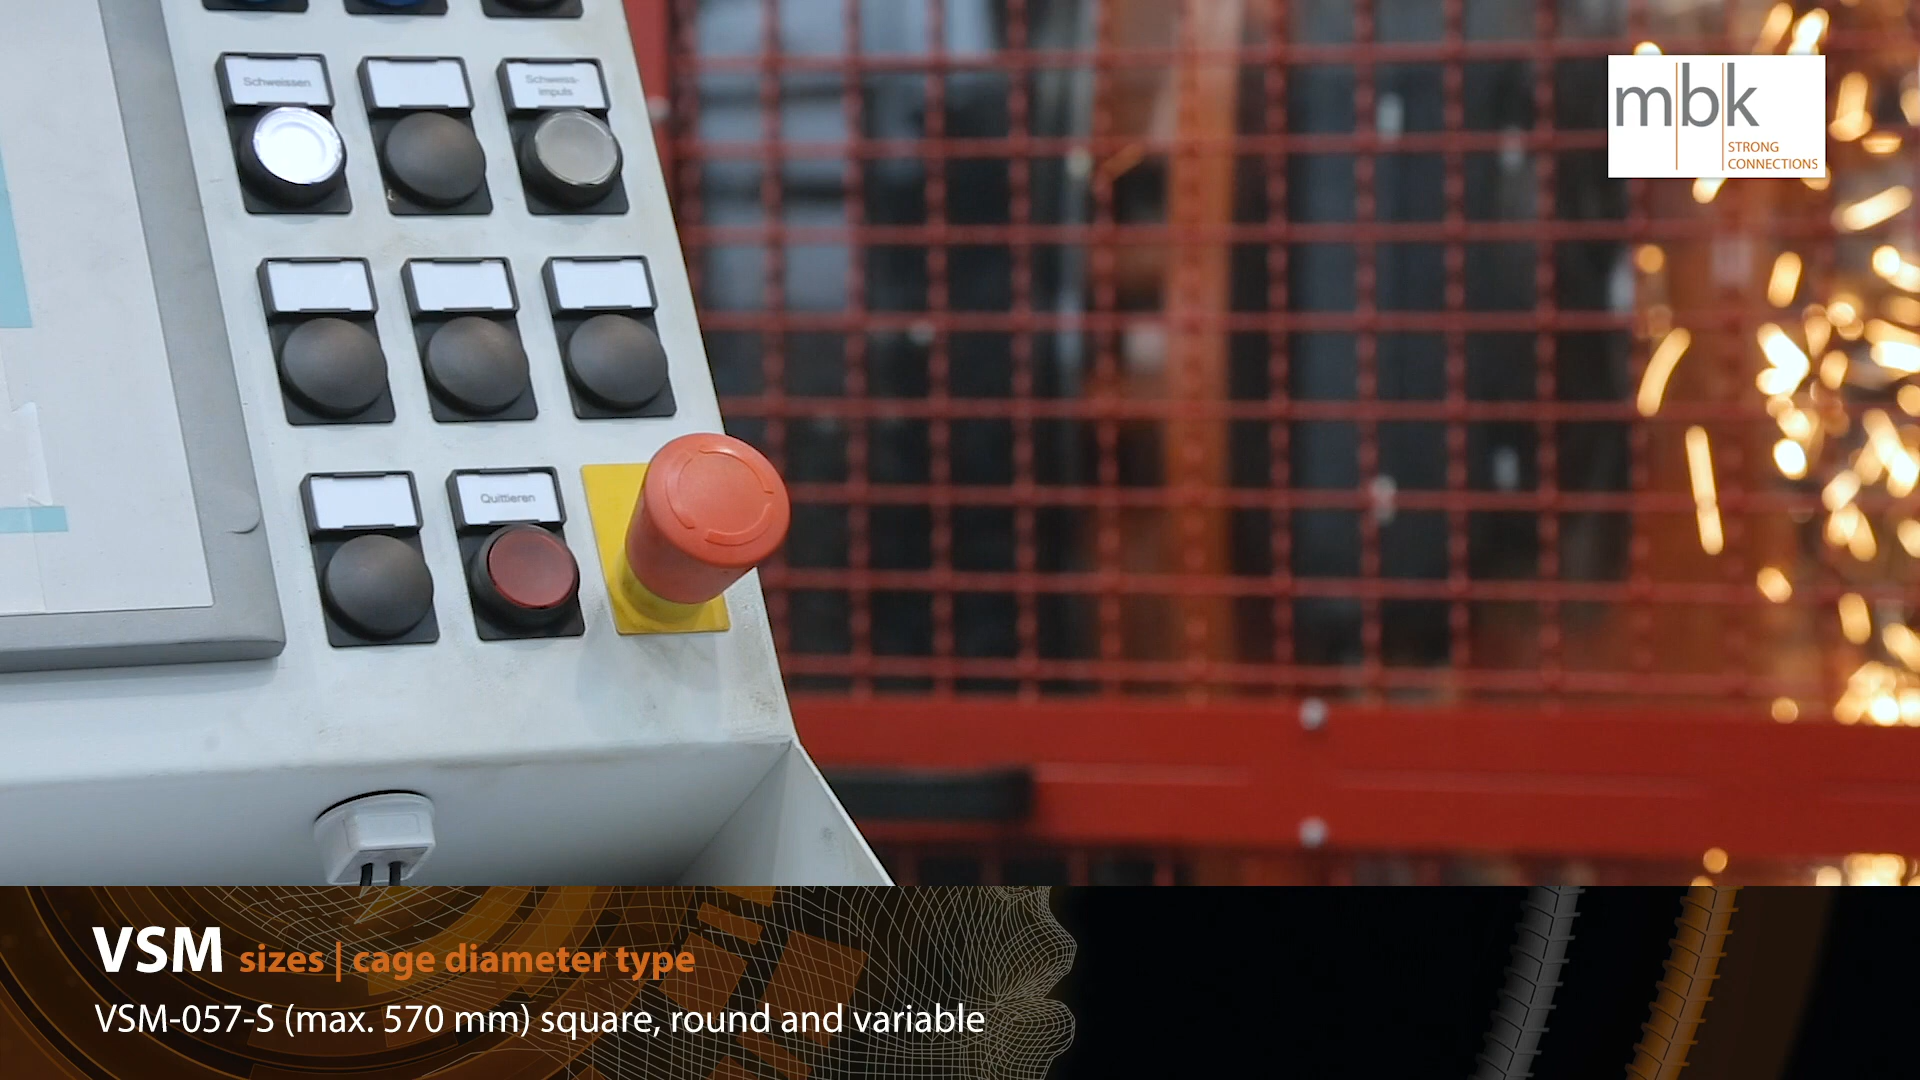 Schweissen
Schweiss-
impuls
Quittieren
mbk
STRONG
CONNECTIONS
VSM sizes | cage diameter type
VSM-057-S (max. 570 mm) square, round and variable